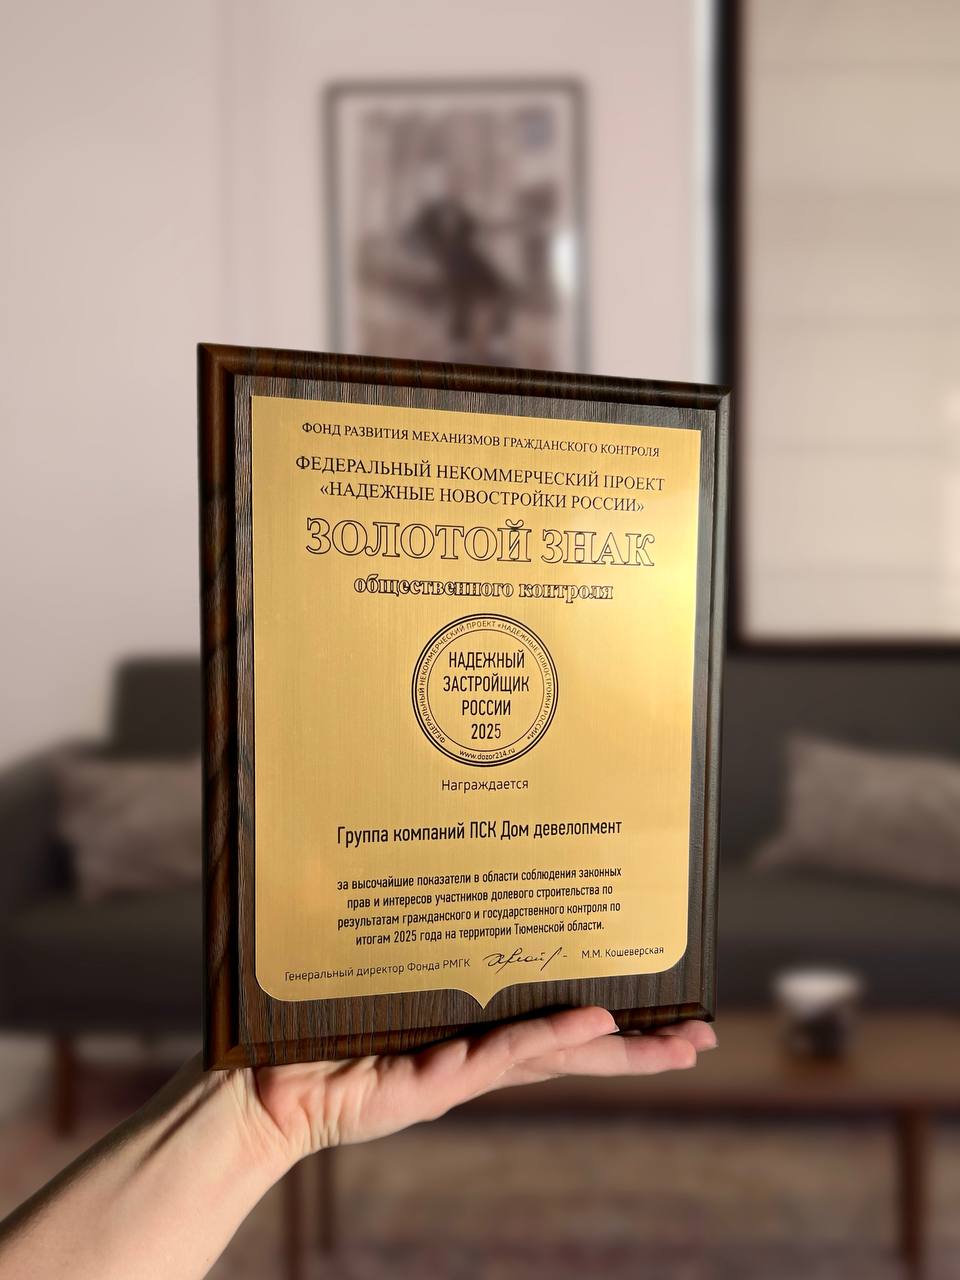 ФОНД РАЗВИТИЯ МЕХАНИЗМОВ ГРАЖДАНСКОГО КОНТРОЛЯ
ФЕДЕРАЛЬНЫЙ НЕКОММЕРЧЕСКИЙ ПРОЕКТ
«НАДЕЖНЫЕ НОВОСТРОЙКИ РОССИИ»
ЗОЛОТОЙ ЗНАК
общественного контроля
ФЕДЕРАЛЬНЫЙ НЕКОММЕРЧЕСКИЙ ПРОЕКТ «НАДЕЖНЫЕ НОВОСТРОЙКИ РОССИИ»
НАДЕЖНЫЙ
ЗАСТРОЙЩИК
РОССИИ
2025
www.dozor214.ru
Награждается
Группа компаний ПСК Дом девелопмент
за высочайшие показатели в области соблюдения законных
прав и интересов участников долевого строительства по
результатам гражданского и государственного контроля по
итогам 2025 года на территории Тюменской области.
Генеральный директор Фонда РМГК М.М. Кошеверская